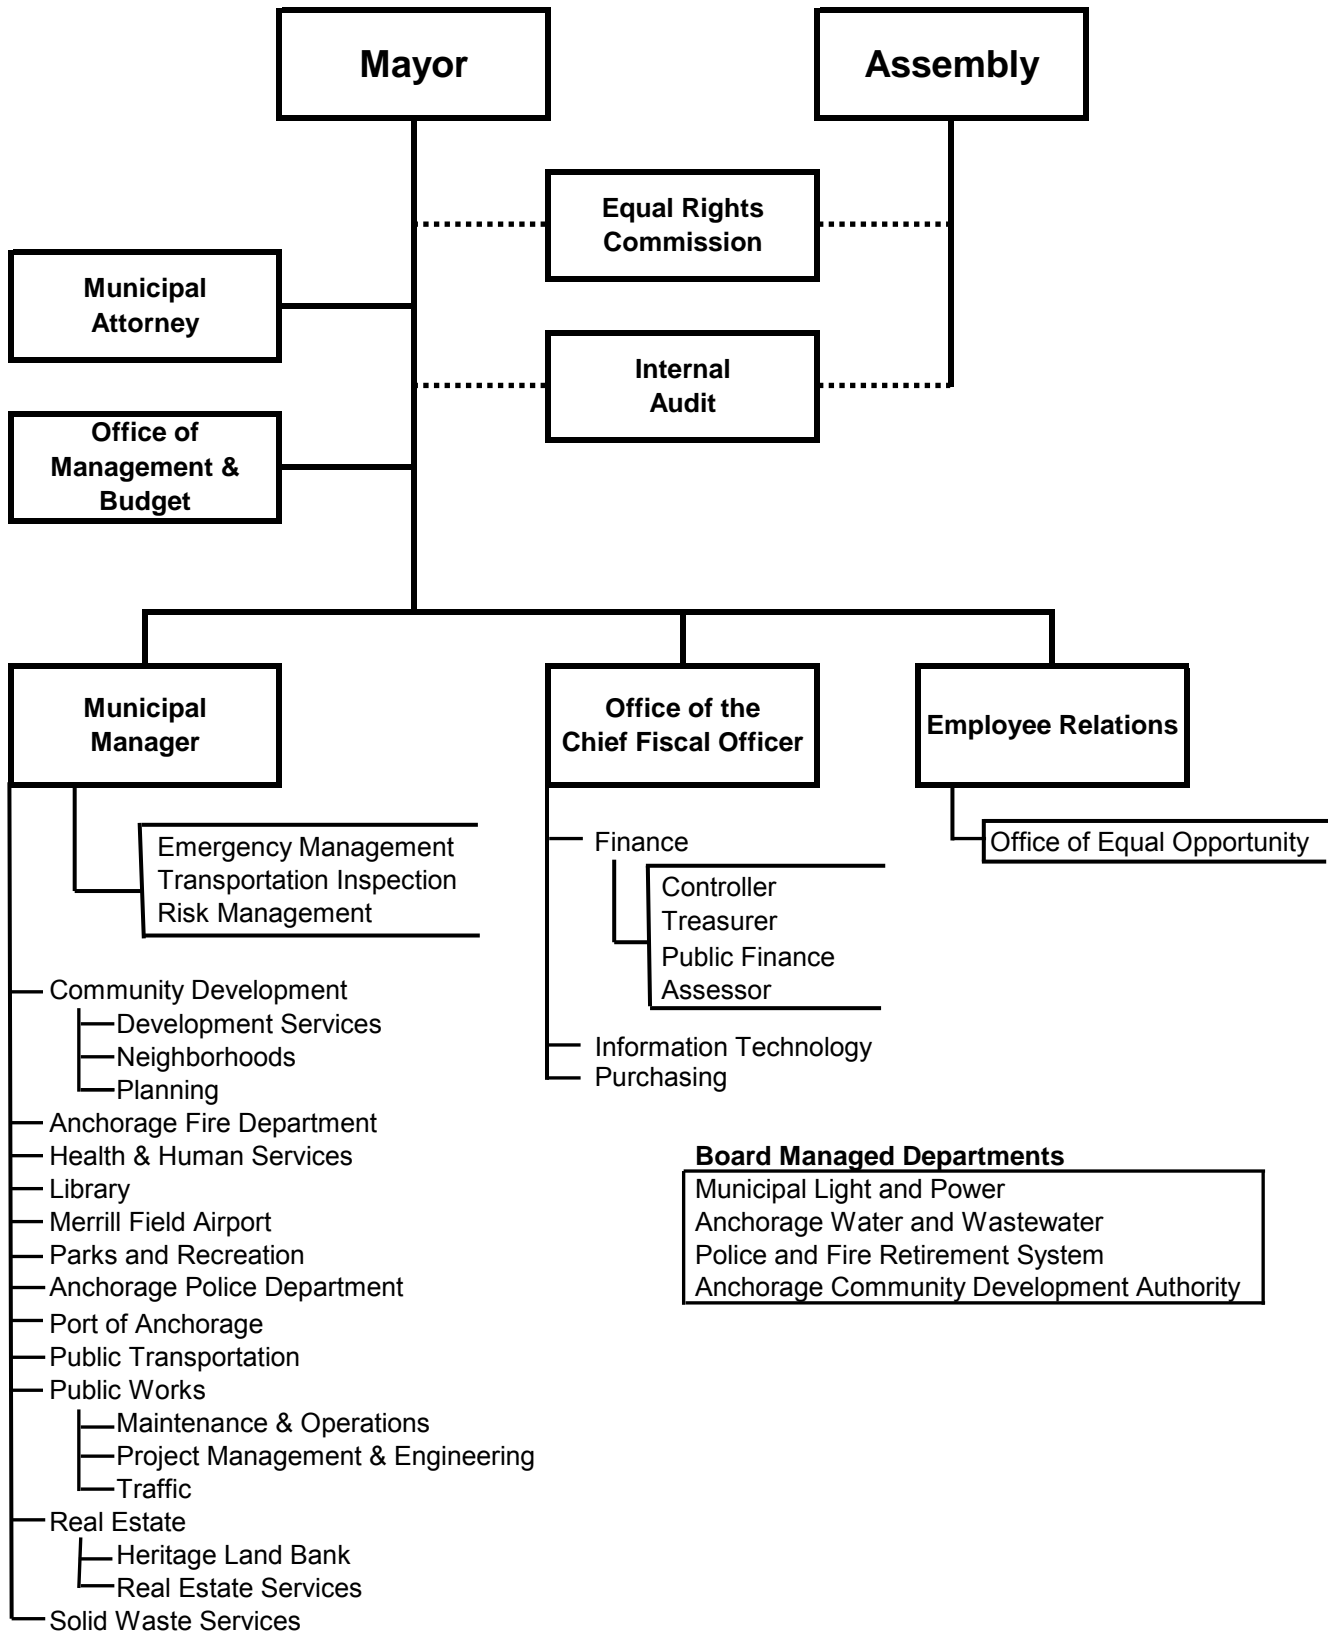 Mayor
Assembly
Equal Rights
Commission
Municipal
Attorney
Internal
Audit
Office of
Management &
Budget
Municipal
Manager
Office of the
Chief Fiscal Officer
Employee Relations
Emergency Management
Transportation Inspection
Risk Management
Community Development
Development Services
Neighborhoods
Planning
Anchorage Fire Department
Health & Human Services
Library
Merrill Field Airport
Parks and Recreation
Anchorage Police Department
Port of Anchorage
Public Transportation
Public Works
Maintenance & Operations
Project Management & Engineering
Traffic
Real Estate
Heritage Land Bank
Real Estate Services
Solid Waste Services
Finance
Controller
Treasurer
Public Finance
Assessor
Information Technology
Purchasing
Office of Equal Opportunity
Board Managed Departments
Municipal Light and Power
Anchorage Water and Wastewater
Police and Fire Retirement System
Anchorage Community Development Authority